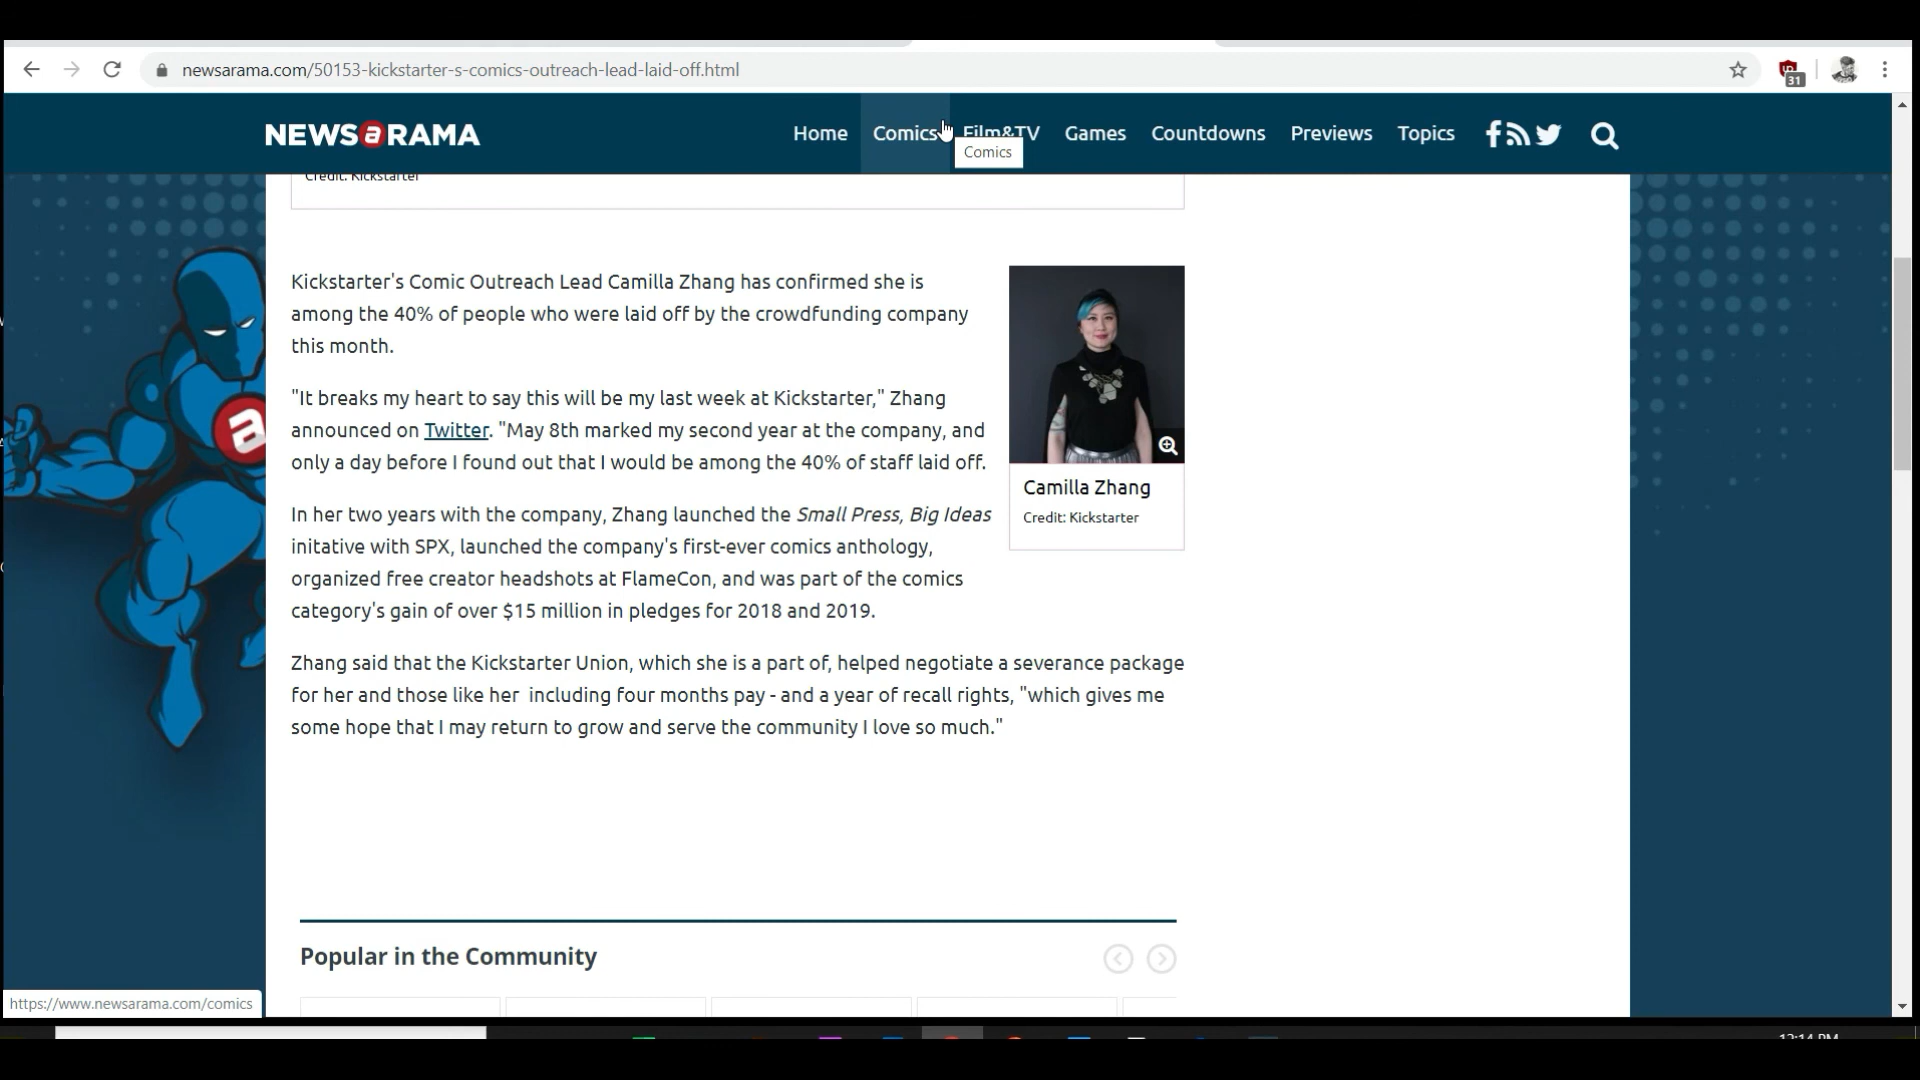 newsarama.com/50153-kickstarter-s-comics-outreach-lead-laid-off.html
31
NEWSaRAMA
Home Comics Film&TV Games Countdowns Previews Topics
Comics
Credit: Kickstarter
Kickstarter's Comic Outreach Lead Camilla Zhang has confirmed she is
among the 40% of people who were laid off by the crowdfunding company
this month.
"It breaks my heart to say this will be my last week at Kickstarter," Zhang
announced on Twitter. "May 8th marked my second year at the company, and
only a day before I found out that I would be among the 40% of staff laid off.
In her two years with the company, Zhang launched the Small Press, Big Ideas
initative with SPX, launched the company's first-ever comics anthology,
organized free creator headshots at FlameCon, and was part of the comics
category's gain of over $15 million in pledges for 2018 and 2019.
Camilla Zhang
Credit: Kickstarter
Zhang said that the Kickstarter Union, which she is a part of, helped negotiate a severance package
for her and those like her including four months pay - and a year of recall rights, "which gives me
some hope that I may return to grow and serve the community I love so much."
a
Popular in the Community
https://www.newsarama.com/comics
12:14 PM